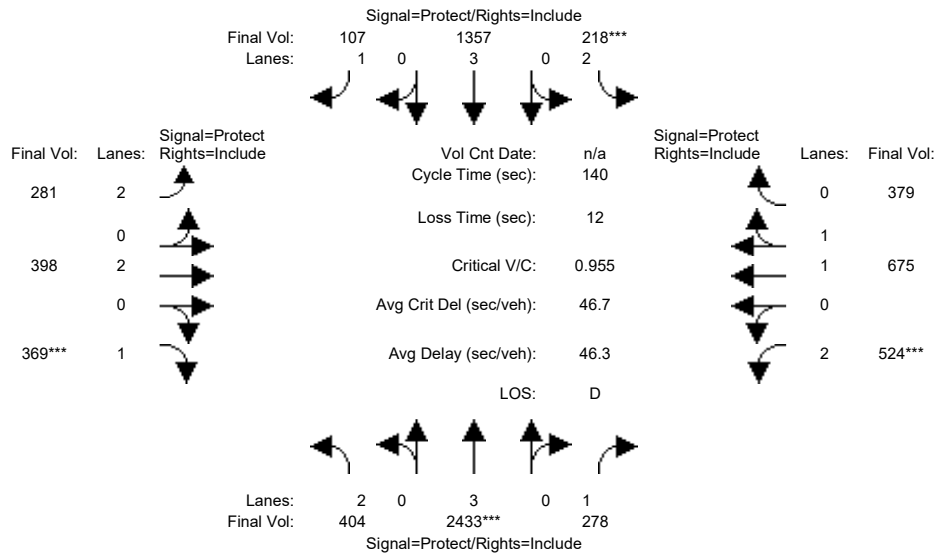 Signal=Protect/Rights=Include
Final Vol: 107 1357 218***
Lanes: 1 0 3 0 2
Signal=Protect Signal=Protect
Final Vol: Lanes: Rights=Include Vol Cnt Date: n/a Rights=Include Lanes: Final Vol:
Cycle Time (sec): 140
281 2 0 379
Loss Time (sec): 12
0 1
398 2 Critical V/C: 0.955 1 675
0 Avg Crit Del (sec/veh): 46.7 0
369*** 1 Avg Delay (sec/veh): 46.3 2 524***
LOS: D
Lanes: 2 0 3 0 1
Final Vol: 404 2433*** 278
Signal=Protect/Rights=Include